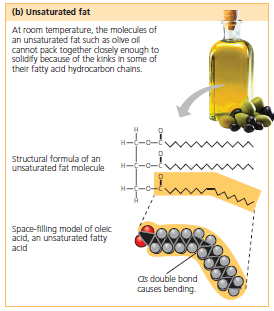 (b) Unsaturated fat
At room temperature, the molecules of
an unsaturated fat such as olive oil
cannot pack together closely enough to
solidify because of the kinks in some of
their fatty acid hydrocarbon chains.
H O
H–C–O–C
O
Structural formula of an
unsaturated fat molecule
H–C–O–C
O
H–C–O–C
H
Space-filling model of oleic
acid, an unsaturated fatty
acid
Cis double bond
causes bending.